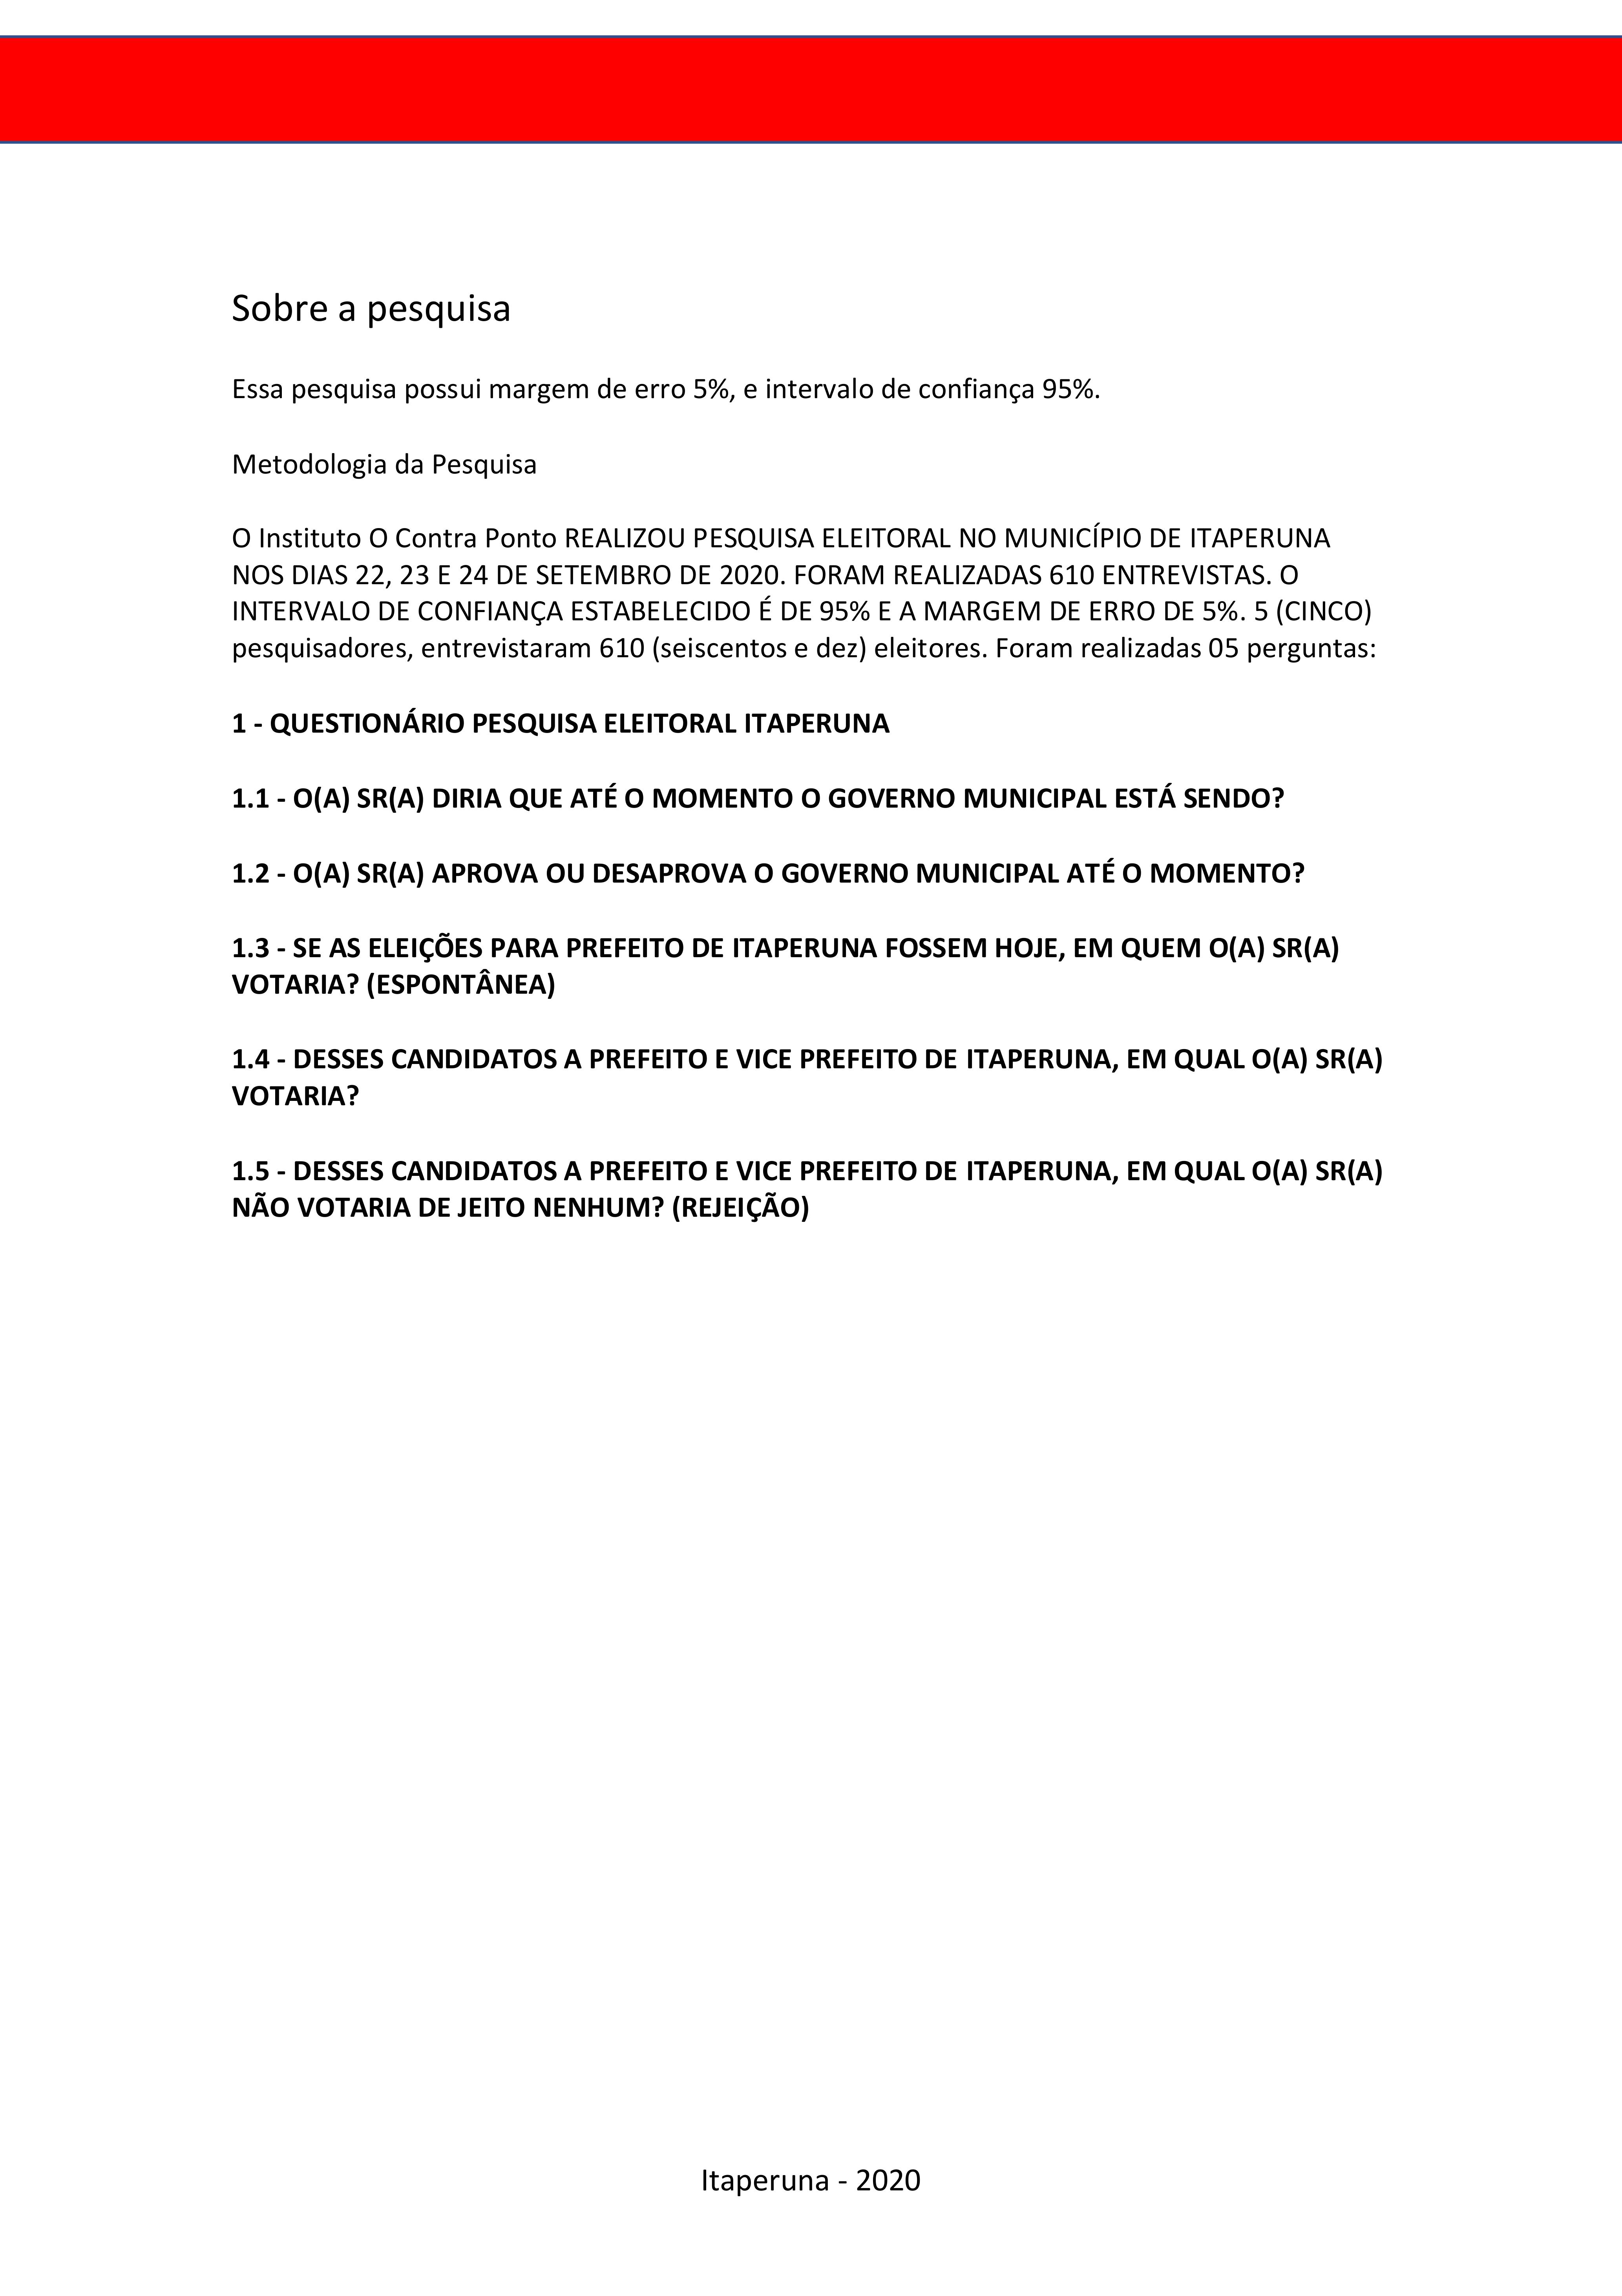 Sobre a pesquisa
Essa pesquisa possui margem de erro 5%, e intervalo de confiança 95%.
Metodologia da Pesquisa
O Instituto O Contra Ponto REALIZOU PESQUISA ELEITORAL NO MUNICÍPIO DE ITAPERUNA
NOS DIAS 22, 23 E 24 DE SETEMBRO DE 2020. FORAM REALIZADAS 610 ENTREVISTAS. O
INTERVALO DE CONFIANÇA ESTABELECIDO É DE 95% E A MARGEM DE ERRO DE 5%. 5 (CINCO)
pesquisadores, entrevistaram 610 (seiscentos e dez) eleitores. Foram realizadas 05 perguntas:
1 - QUESTIONÁRIO PESQUISA ELEITORAL ITAPERUNA
1.1 - O(A) SR(A) DIRIA QUE ATÉ O MOMENTO O GOVERNO MUNICIPAL ESTÁ SENDO?
1.2 - O(A) SR(A) APROVA OU DESAPROVA O GOVERNO MUNICIPAL ATÉ O MOMENTO?
1.3 - SE AS ELEIÇÕES PARA PREFEITO DE ITAPERUNA FOSSEM HOJE, EM QUEM O(A) SR(A)
VOTARIA? (ESPONTÂNEA)
1.4 - DESSES CANDIDATOS A PREFEITO E VICE PREFEITO DE ITAPERUNA, EM QUAL O(A) SR(A)
VOTARIA?
1.5 - DESSES CANDIDATOS A PREFEITO E VICE PREFEITO DE ITAPERUNA, EM QUAL O(A) SR(A)
NÃO VOTARIA DE JEITO NENHUM? (REJEIÇÃO)
Itaperuna - 2020